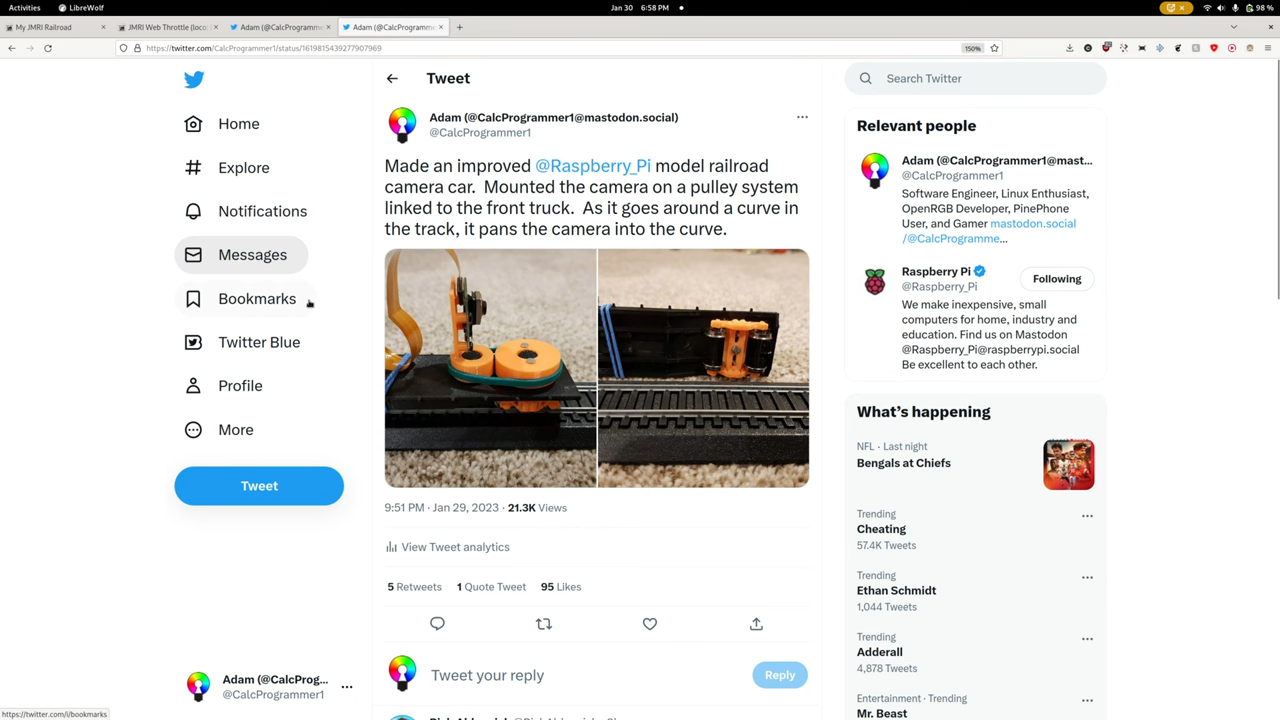 Activities
LibreWolf
Jan 30 6:58 PM
98 %
My JMRI Railroad
JMRI Web Throttle (loco
Adam (@CalcProgramme
Adam (@CalcProgramme
https://twitter.com/CalcProgrammer1/status/1619815439277907969
150%
Home
Explore
Notifications
Messages
Bookmarks
Twitter Blue
Profile
More
Tweet
Adam (@CalcProg...
@CalcProgrammer1
https://twitter.com/i/bookmarks
Tweet
Adam (@CalcProgrammer1@mastodon.social)
@CalcProgrammer1
Made an improved @Raspberry_Pi model railroad
camera car. Mounted the camera on a pulley system
linked to the front truck. As it goes around a curve in
the track, it pans the camera into the curve.
9:51 PM · Jan 29, 2023 · 21.3K Views
View Tweet analytics
5 Retweets 1 Quote Tweet 95 Likes
Tweet your reply
Reply
Search Twitter
Relevant people
Adam (@CalcProgrammer1@mast...
@CalcProgrammer1
Software Engineer, Linux Enthusiast,
OpenRGB Developer, PinePhone
User, and Gamer mastodon.social
/@CalcProgramme...
Raspberry Pi
@Raspberry_Pi
Following
We make inexpensive, small
computers for home, industry and
education. Find us on Mastodon
@Raspberry_Pi@raspberrypi.social
Be excellent to each other.
What's happening
NFL · Last night
Bengals at Chiefs
Trending
Cheating
57.4K Tweets
Trending
Ethan Schmidt
1,044 Tweets
Trending
Adderall
4,878 Tweets
Entertainment · Trending
Mr. Beast